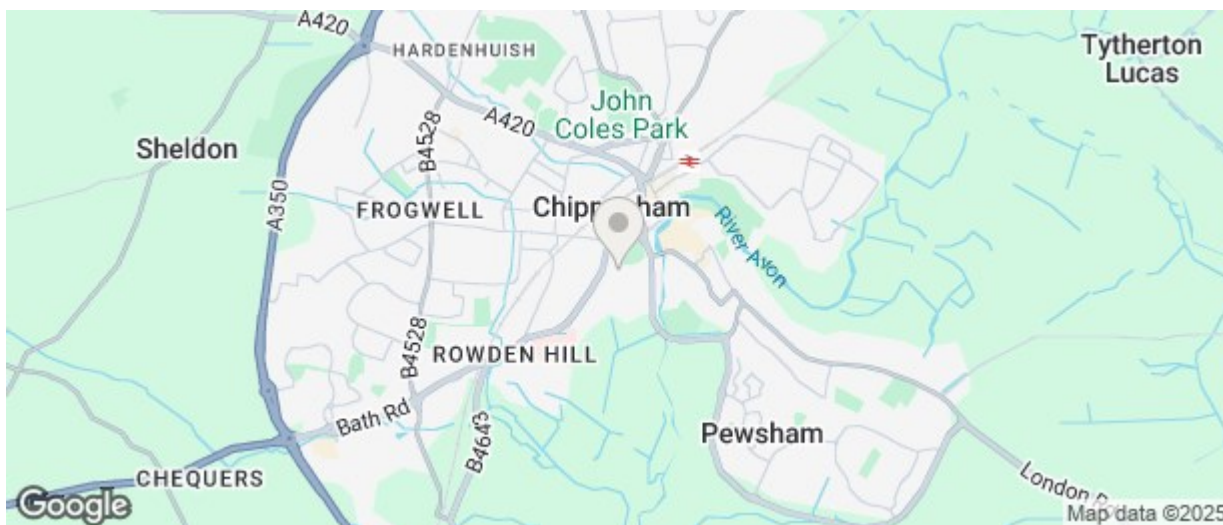 A420
HARDENHUISH
Tytherton
Lucas
John
Coles Park
A420
B4528
Sheldon
A350
FROGWELL
River Avon
B4528
ROWDEN HILL
Bath Rd
B4643
Pewsham
CHEQUERS
London
Google
Map data ©2025